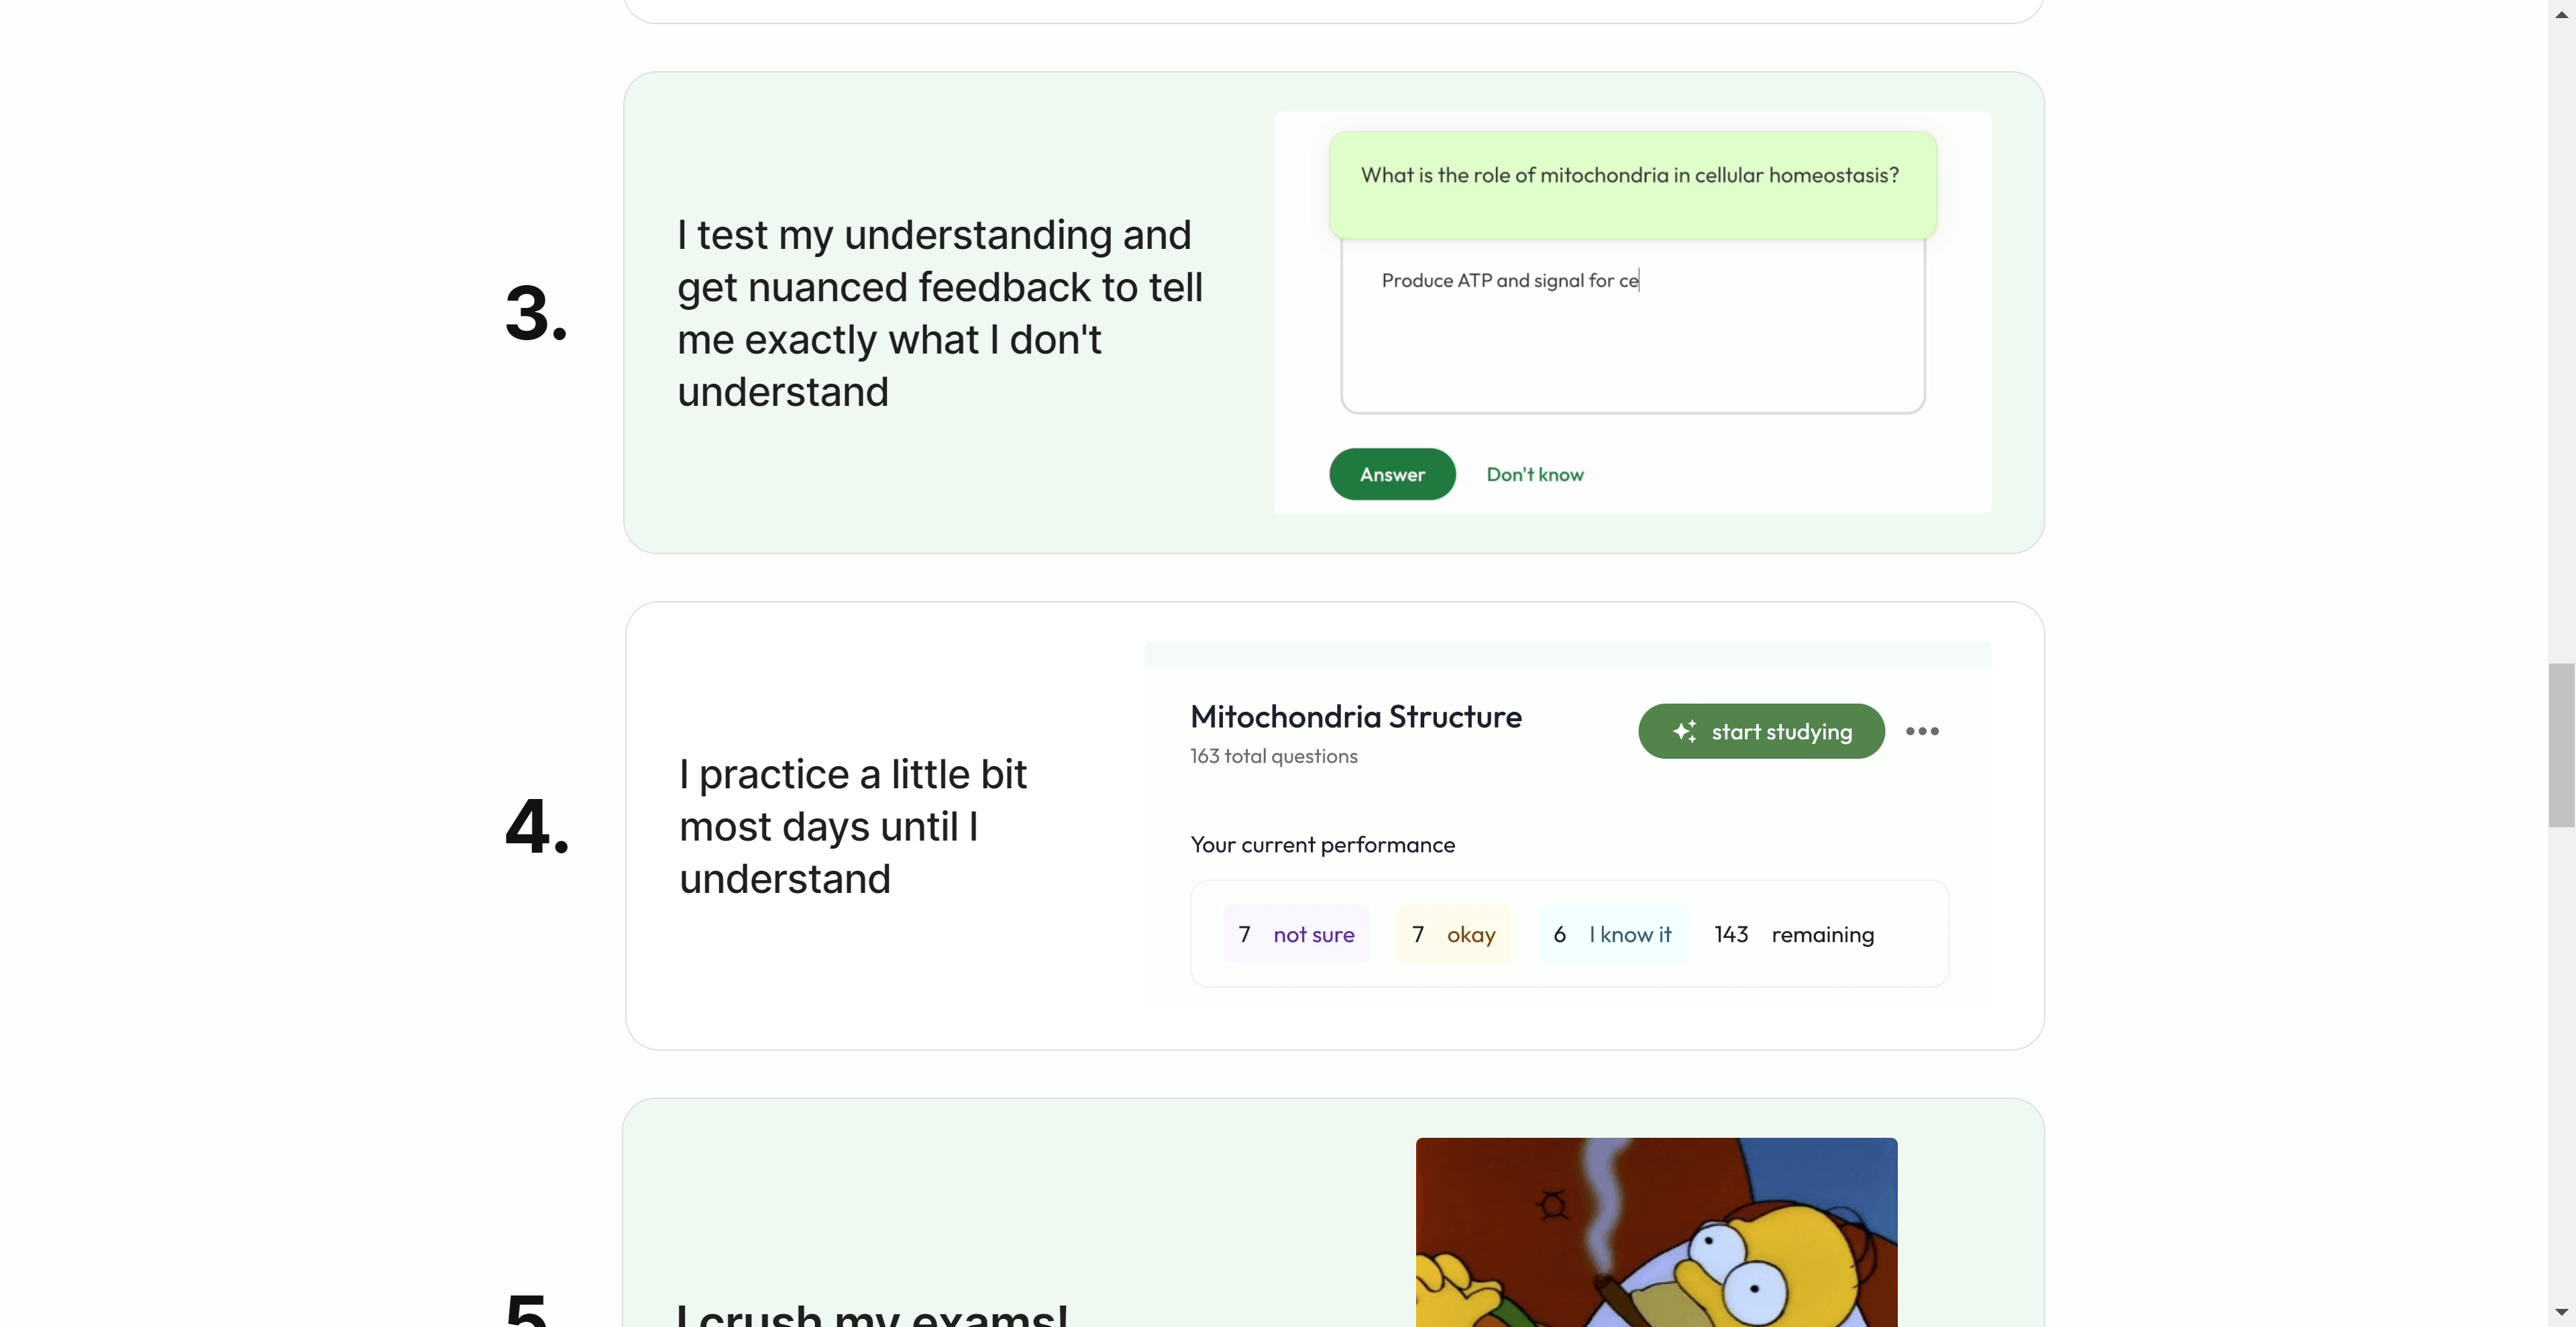 3.
I test my understanding and
get nuanced feedback to tell
me exactly what I don't
understand
What is the role of mitochondria in cellular homeostasis?
Produce ATP and signal for ce
Answer
Don't know
4.
I practice a little bit
most days until I
understand
Mitochondria Structure
163 total questions
start studying
Your current performance
7 not sure
7 okay
6 I know it
143 remaining
5
I crush my exams!